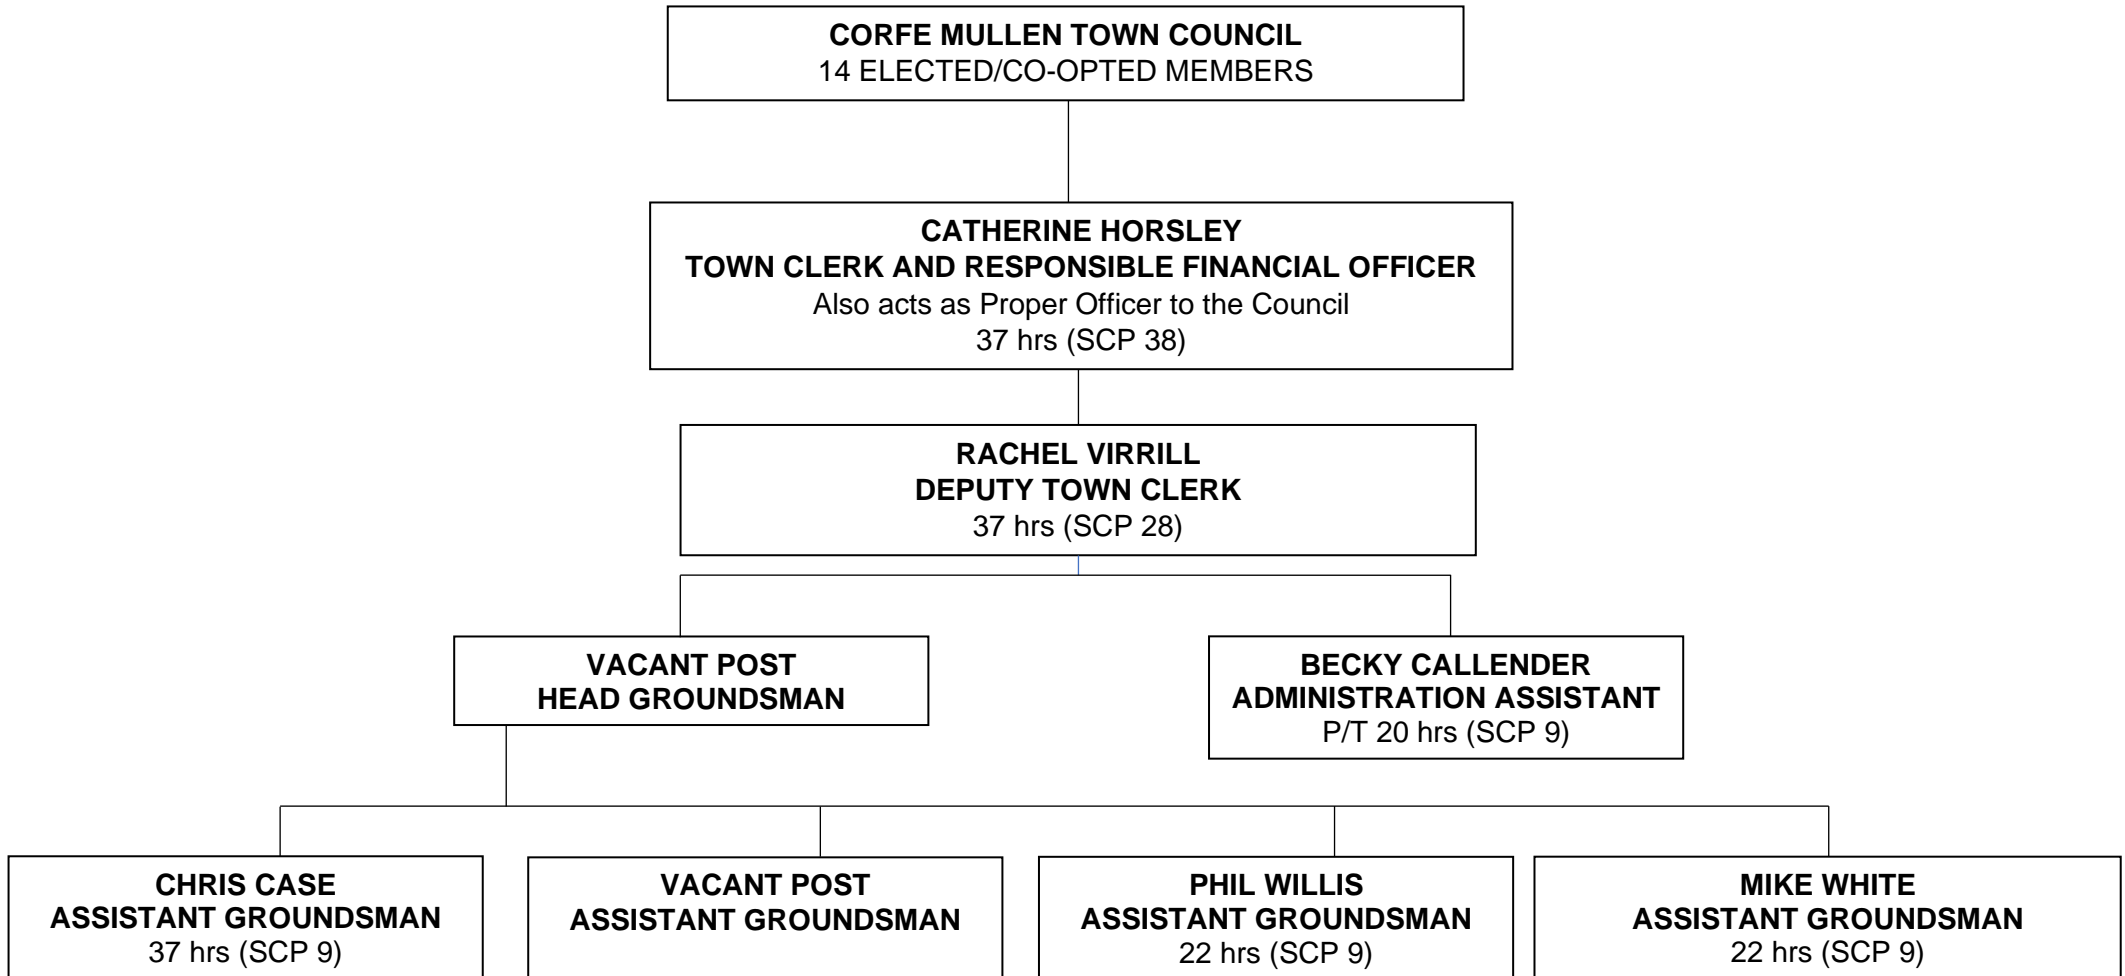 CORFE MULLEN TOWN COUNCIL
14 ELECTED/CO-OPTED MEMBERS
CATHERINE HORSLEY
TOWN CLERK AND RESPONSIBLE FINANCIAL OFFICER
Also acts as Proper Officer to the Council
37 hrs (SCP 38)
RACHEL VIRRILL
DEPUTY TOWN CLERK
37 hrs (SCP 28)
VACANT POST
HEAD GROUNDSMAN
BECKY CALLENDER
ADMINISTRATION ASSISTANT
P/T 20 hrs (SCP 9)
CHRIS CASE
ASSISTANT GROUNDSMAN
37 hrs (SCP 9)
VACANT POST
ASSISTANT GROUNDSMAN
PHIL WILLIS
ASSISTANT GROUNDSMAN
22 hrs (SCP 9)
MIKE WHITE
ASSISTANT GROUNDSMAN
22 hrs (SCP 9)